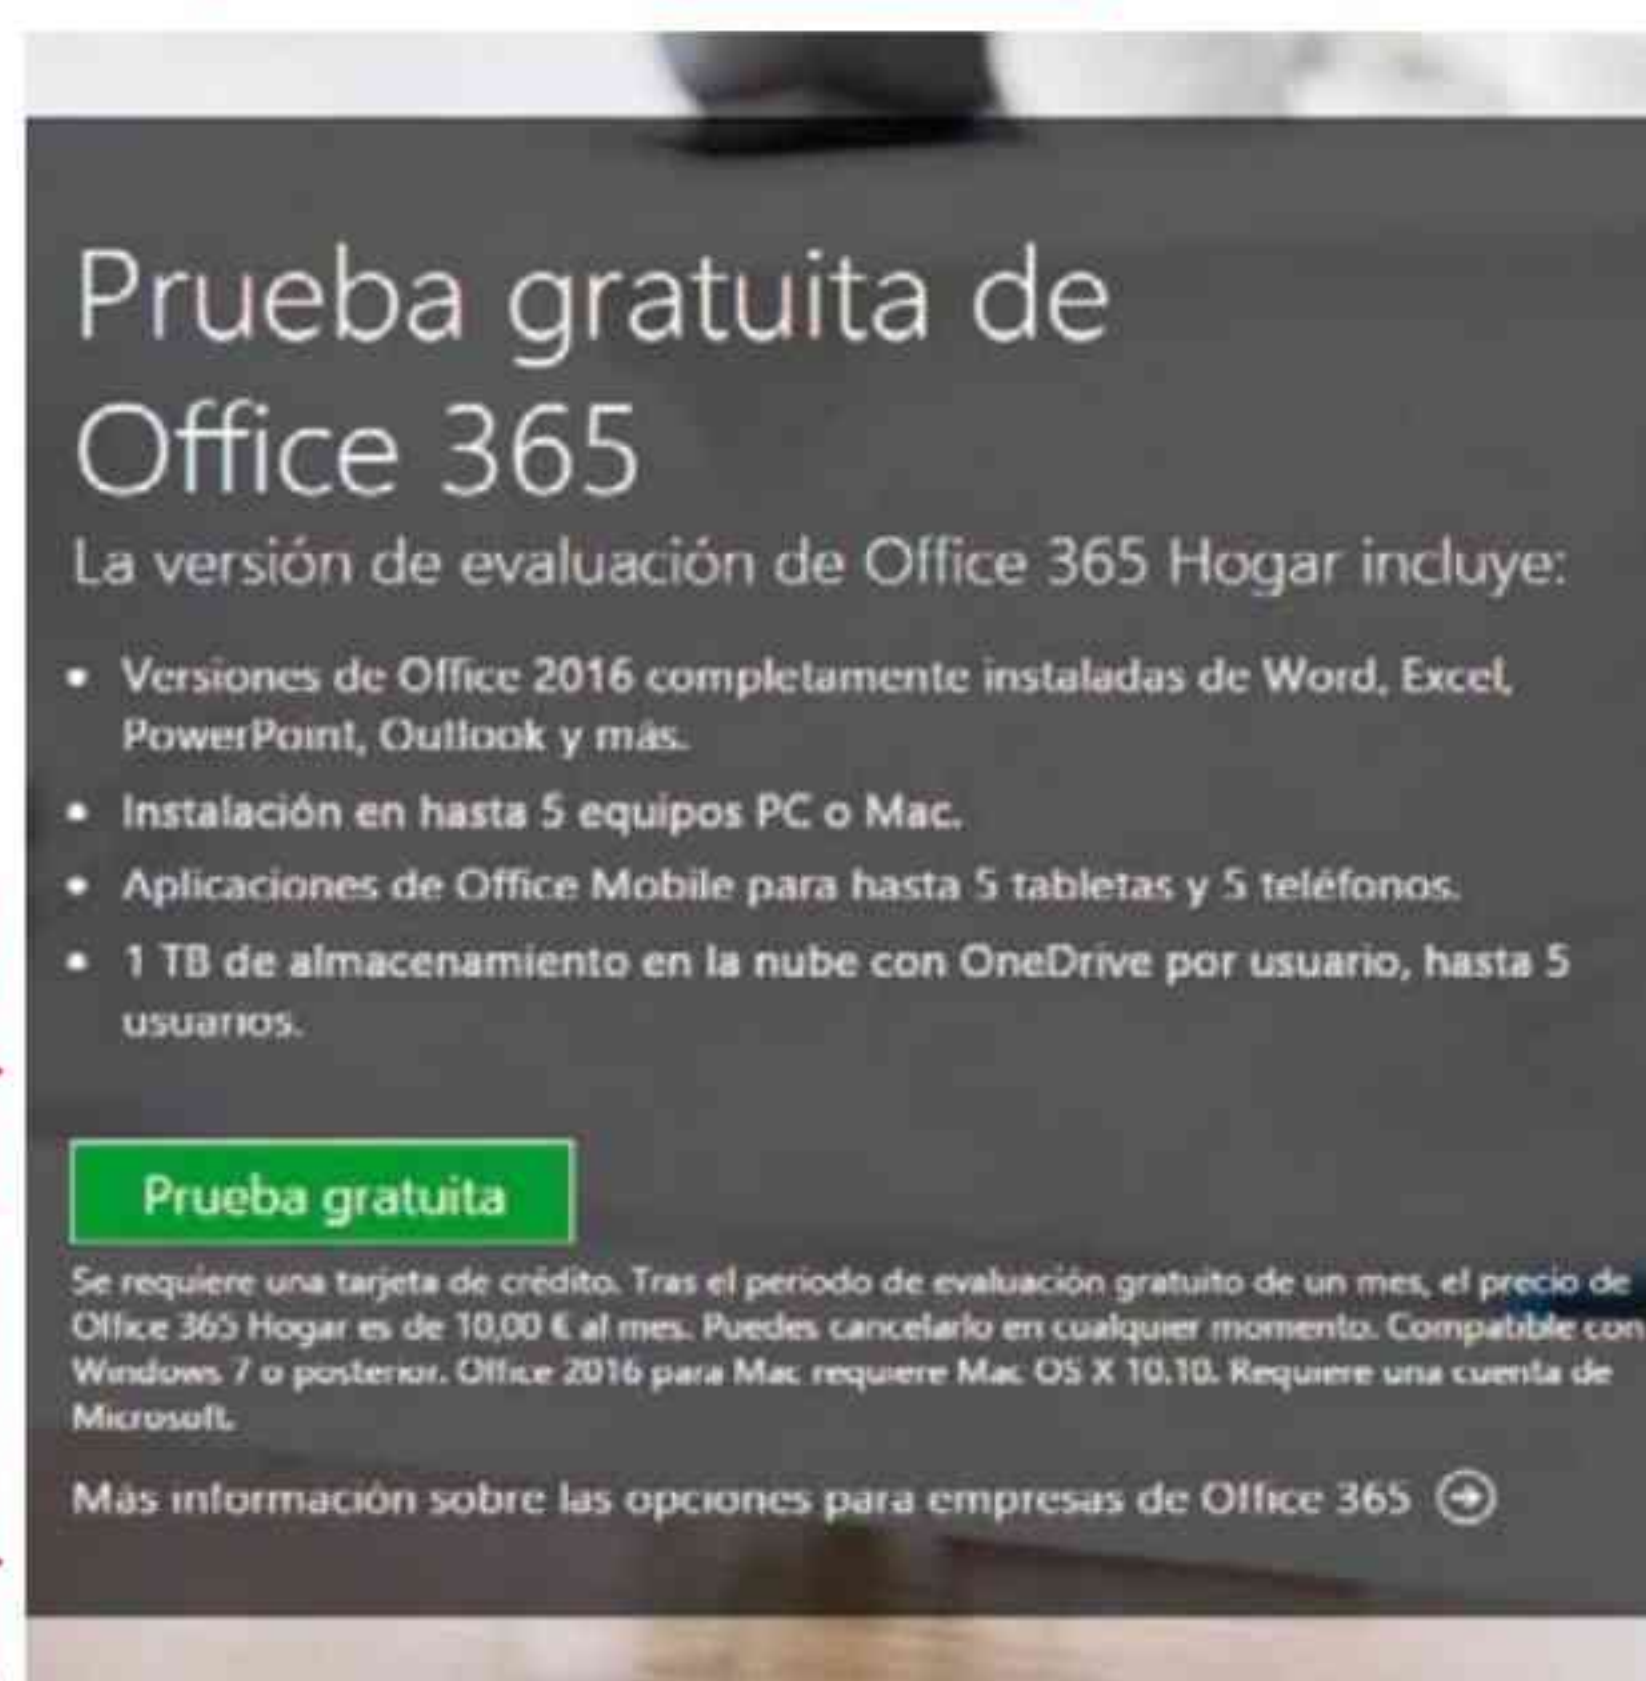 Prueba gratuita de
Office 365
La versión de evaluación de Office 365 Hogar incluye:
• Versiones de Office 2016 completamente instaladas de Word, Excel,
PowerPoint, Outlook y más.
• Instalación en hasta 5 equipos PC o Mac.
• Aplicaciones de Office Mobile para hasta 5 tabletas y 5 teléfonos.
• 1 TB de almacenamiento en la nube con OneDrive por usuario, hasta 5
usuarios.
Prueba gratuita
Se requiere una tarjeta de crédito. Tras el periodo de evaluación gratuito de un mes, el precio de
Office 365 Hogar es de 10,00 € al mes. Puedes cancelarlo en cualquier momento. Compatible con
Windows 7 o posterior. Office 2016 para Mac requiere Mac OS X 10.10. Requiere una cuenta de
Microsoft.
Más información sobre las opciones para empresas de Office 365